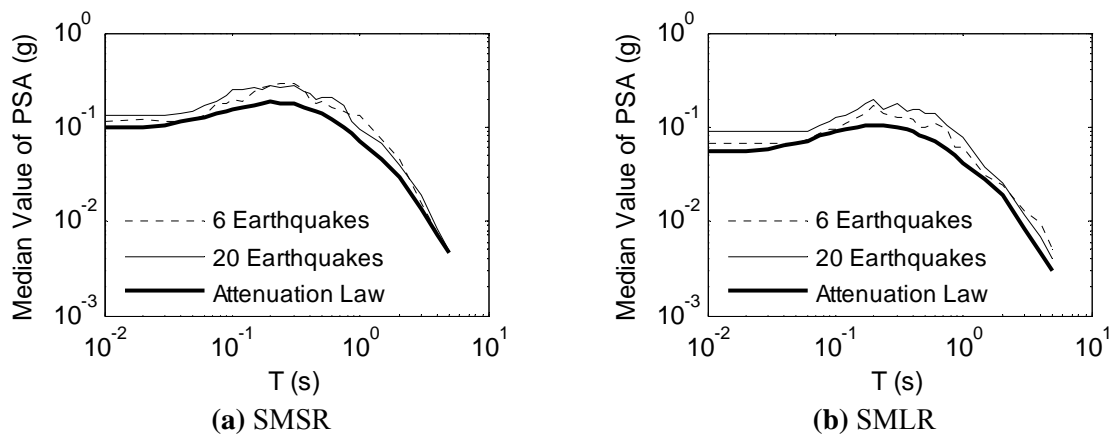 Median Value of PSA (g)
10^0
10^-1
10^-2
10^-3
6 Earthquakes
20 Earthquakes
Attenuation Law
10^-2
10^-1
10^0
10^1
T (s)
(a) SMSR
Median Value of PSA (g)
10^0
10^-1
10^-2
10^-3
6 Earthquakes
20 Earthquakes
Attenuation Law
10^-2
10^-1
10^0
10^1
T (s)
(b) SMLR